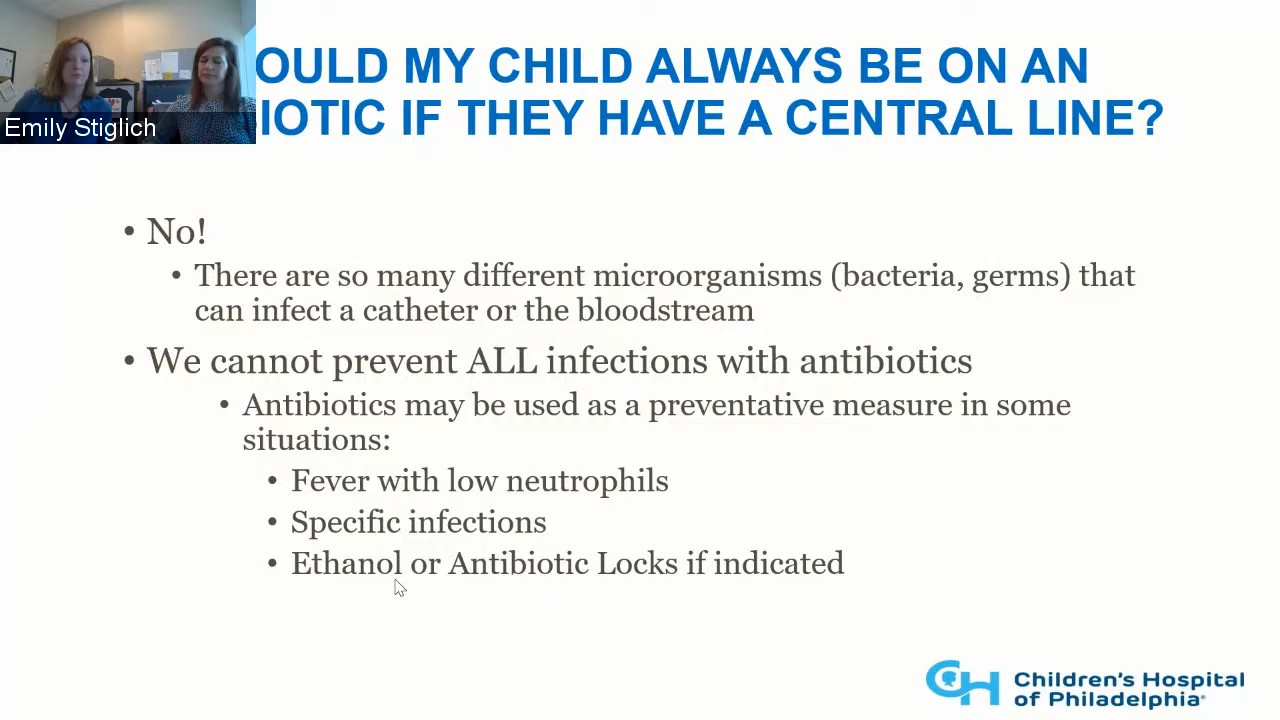 OULD MY CHILD ALWAYS BE ON AN
IOTIC IF THEY HAVE A CENTRAL LINE?
Emily Stiglich
• No!
• There are so many different microorganisms (bacteria, germs) that
can infect a catheter or the bloodstream
• We cannot prevent ALL infections with antibiotics
• Antibiotics may be used as a preventative measure in some
situations:
• Fever with low neutrophils
• Specific infections
• Ethanol or Antibiotic Locks if indicated
CH Children's Hospital
of Philadelphia®